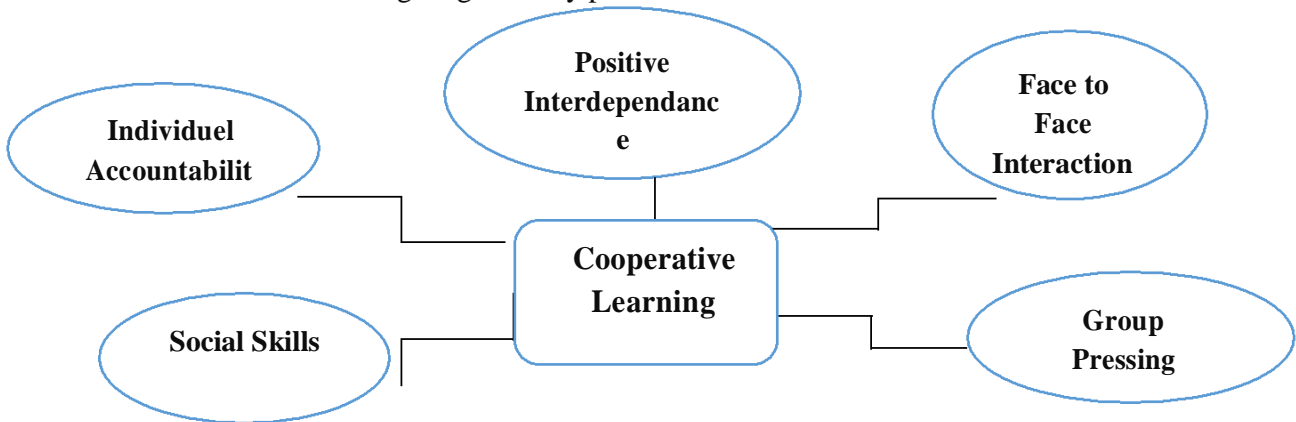 Positive
Interdependanc
e
Face to
Face
Interaction
Individuel
Accountabilit
Cooperative
Learning
Social Skills
Group
Pressing